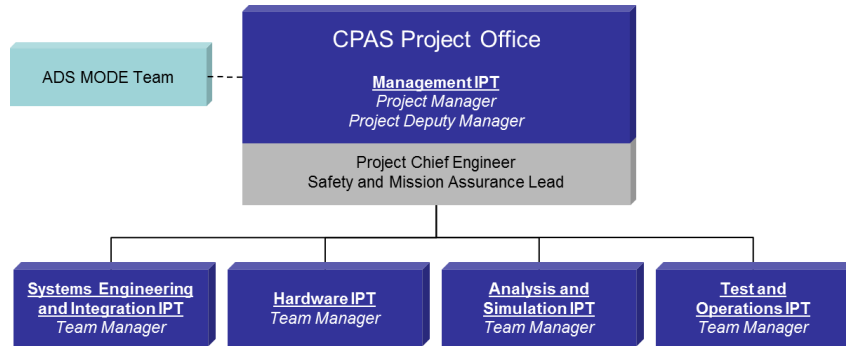 CPAS Project Office
ADS MODE Team
Management IPT
Project Manager
Project Deputy Manager
Project Chief Engineer
Safety and Mission Assurance Lead
Systems Engineering
and Integration IPT
Team Manager
Hardware IPT
Team Manager
Analysis and
Simulation IPT
Team Manager
Test and
Operations IPT
Team Manager